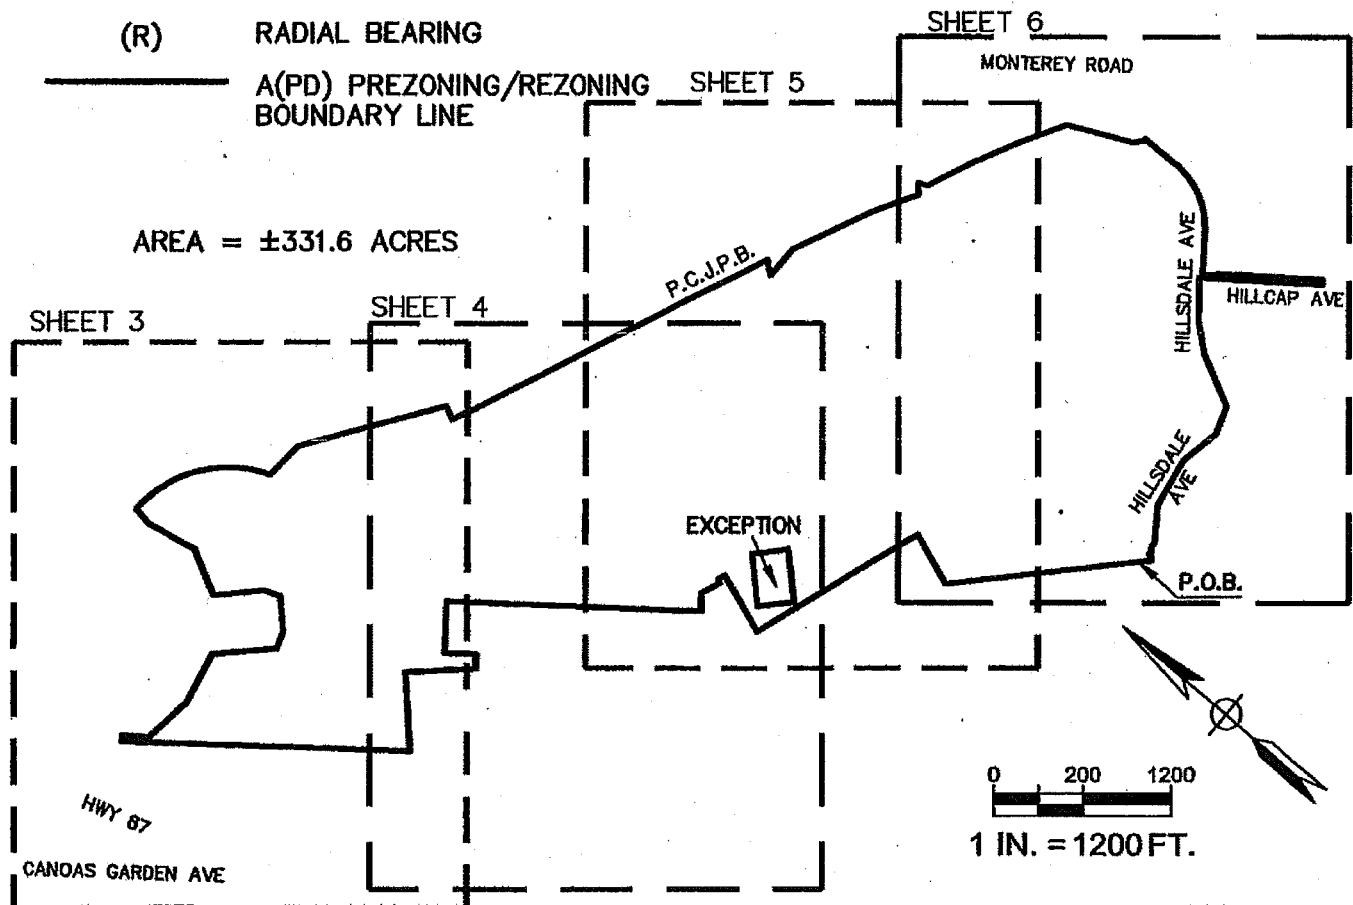 (R) RADIAL BEARING
A(PD) PREZONING/REZONING
BOUNDARY LINE
AREA = ±331.6 ACRES
SHEET 6
MONTEREY ROAD
SHEET 5
P.C.J.P.B.
SHEET 4
SHEET 3
HILLSDALE AVE
HILLCAP AVE
HILLSDALE
AVE
EXCEPTION
P.O.B.
HWY 87
CANOAS GARDEN AVE
0 200 1200
1 IN. = 1200 FT.